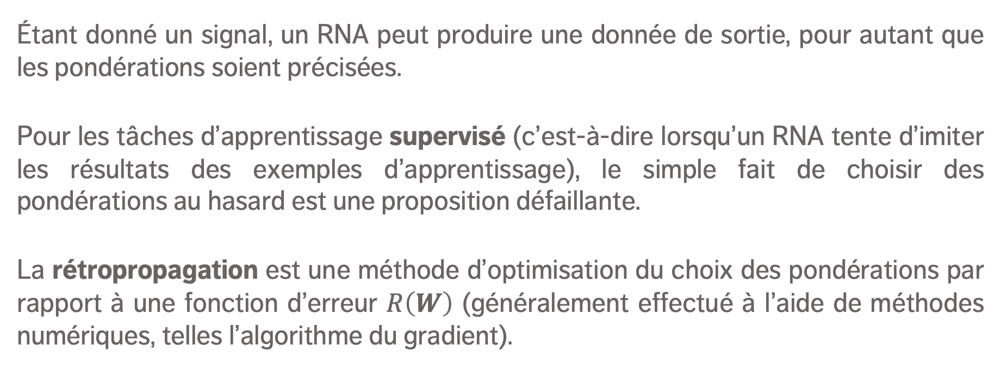 Étant donné un signal, un RNA peut produire une donnée de sortie, pour autant que
les pondérations soient précisées.
Pour les tâches d’apprentissage supervisé (c’est-à-dire lorsqu’un RNA tente d’imiter
les résultats des exemples d’apprentissage), le simple fait de choisir des
pondérations au hasard est une proposition défaillante.
La rétropropagation est une méthode d’optimisation du choix des pondérations par
rapport à une fonction d’erreur R(W) (généralement effectué à l’aide de méthodes
numériques, telles l’algorithme du gradient).